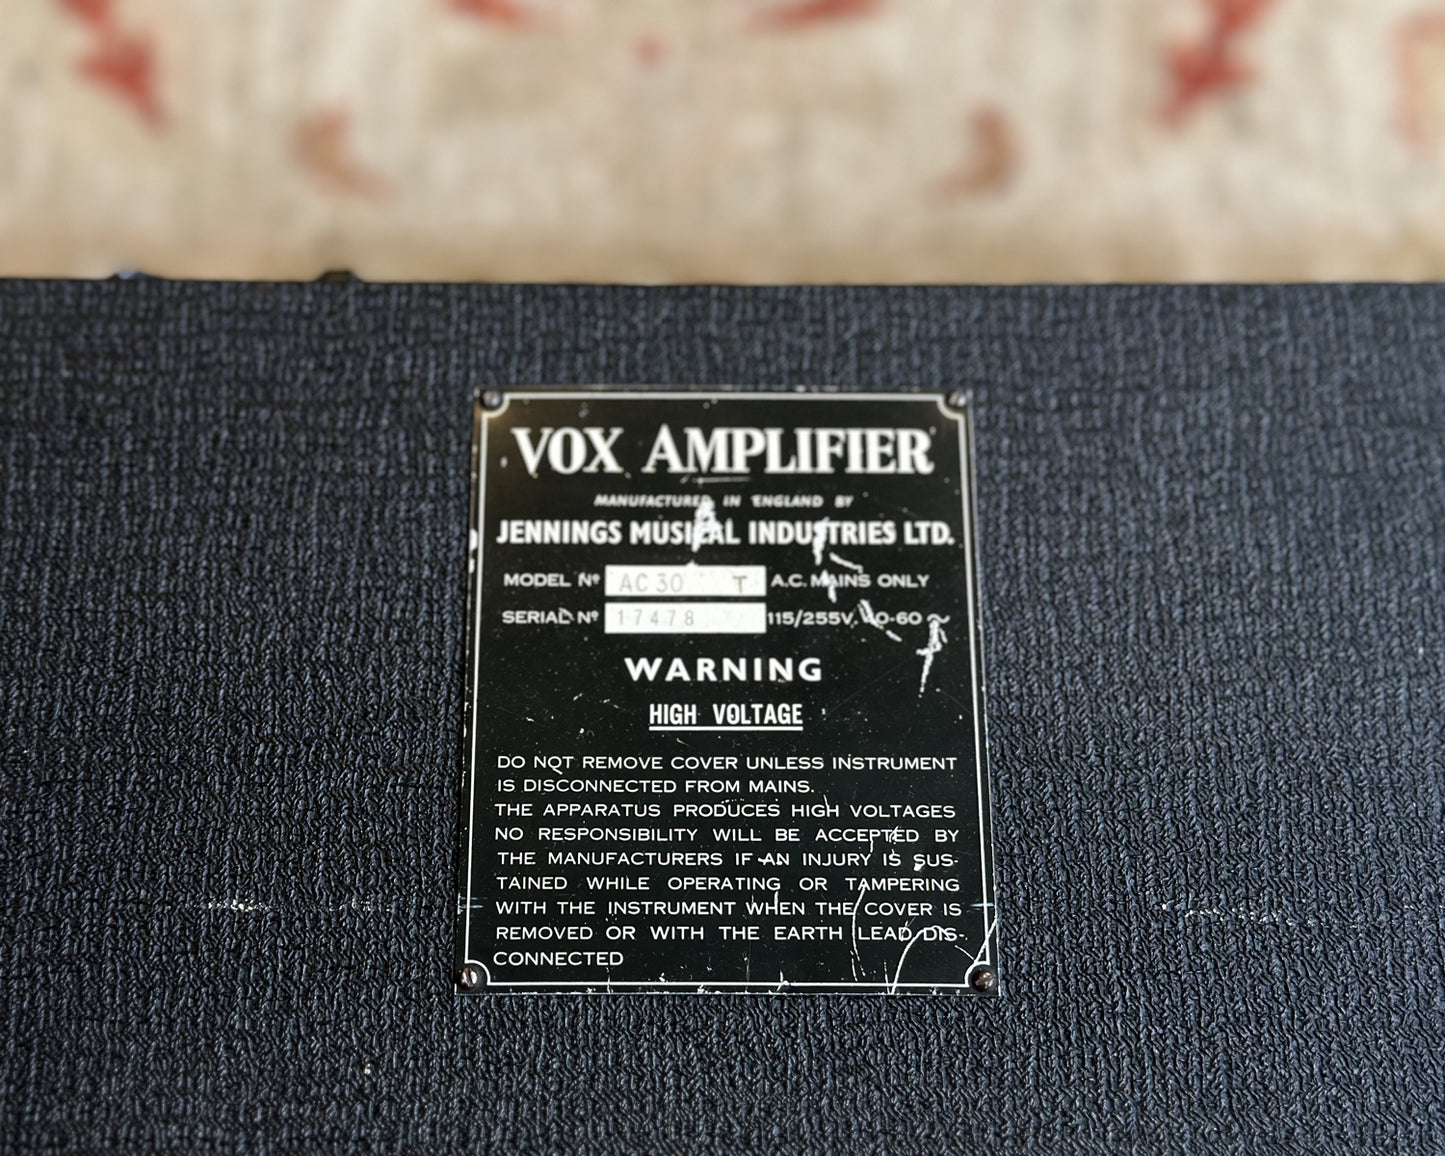 VOX AMPLIFIER
MANUFACTURED IN ENGLAND BY
JENNINGS MUSICAL INDUSTRIES LTD.
MODEL Nº AC30 T A.C. MAINS ONLY
SERIAL Nº 17478 115/255V. 40-60 ~
WARNING
HIGH VOLTAGE
DO NOT REMOVE COVER UNLESS INSTRUMENT
IS DISCONNECTED FROM MAINS.
THE APPARATUS PRODUCES HIGH VOLTAGES
NO RESPONSIBILITY WILL BE ACCEPTED BY
THE MANUFACTURERS IF AN INJURY IS SUS-
TAINED WHILE OPERATING OR TAMPERING
WITH THE INSTRUMENT WHEN THE COVER IS
REMOVED OR WITH THE EARTH LEAD DIS-
CONNECTED